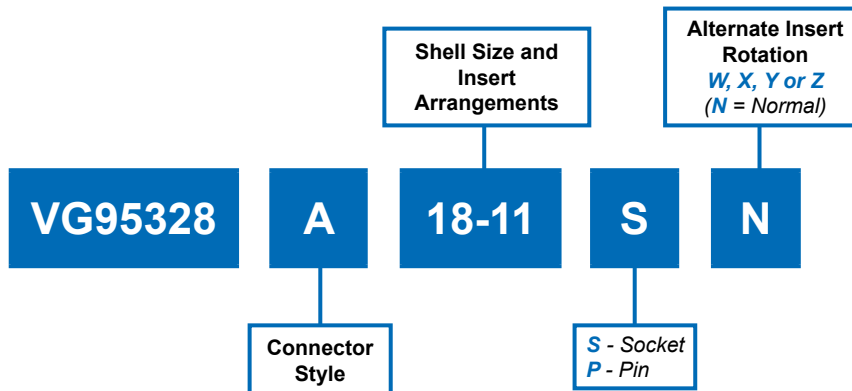 Shell Size and
Insert
Arrangements
Alternate Insert
Rotation
W, X, Y or Z
(N = Normal)
VG95328 A 18-11 S N
Connector
Style
S - Socket
P - Pin